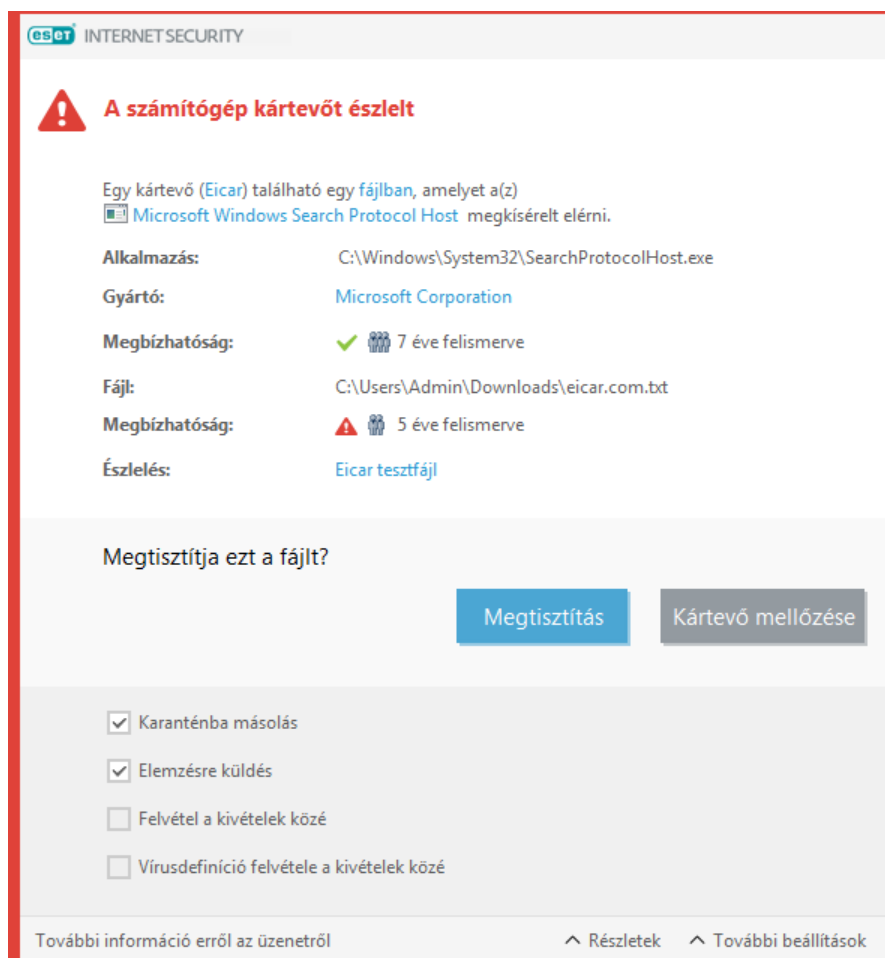 eset INTERNET SECURITY
A számítógép kártevőt észlelt
Egy kártevő (Eicar) található egy fájlban, amelyet a(z)
Microsoft Windows Search Protocol Host megkísérelt elérni.
Alkalmazás: C:\Windows\System32\SearchProtocolHost.exe
Gyártó: Microsoft Corporation
Megbízhatóság: 7 éve felismerve
Fájl: C:\Users\Admin\Downloads\eicar.com.txt
Megbízhatóság: 5 éve felismerve
Észlelés: Eicar tesztfájl
Megtisztítja ezt a fájlt?
Megtisztítás Kártevő mellőzése
Karanténba másolás
Elemzésre küldés
Felvétel a kivételek közé
Vírusdefiníció felvétele a kivételek közé
További információ erről az üzenetről Részletek További beállítások